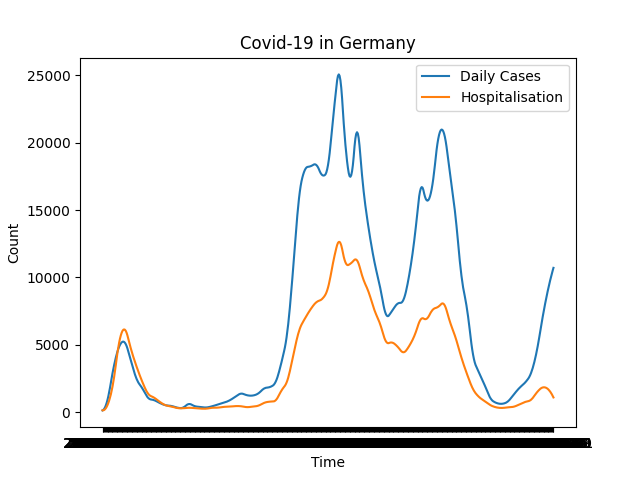 Covid-19 in Germany
Daily Cases
Hospitalisation
25000
20000
15000
10000
5000
0
Count
Time